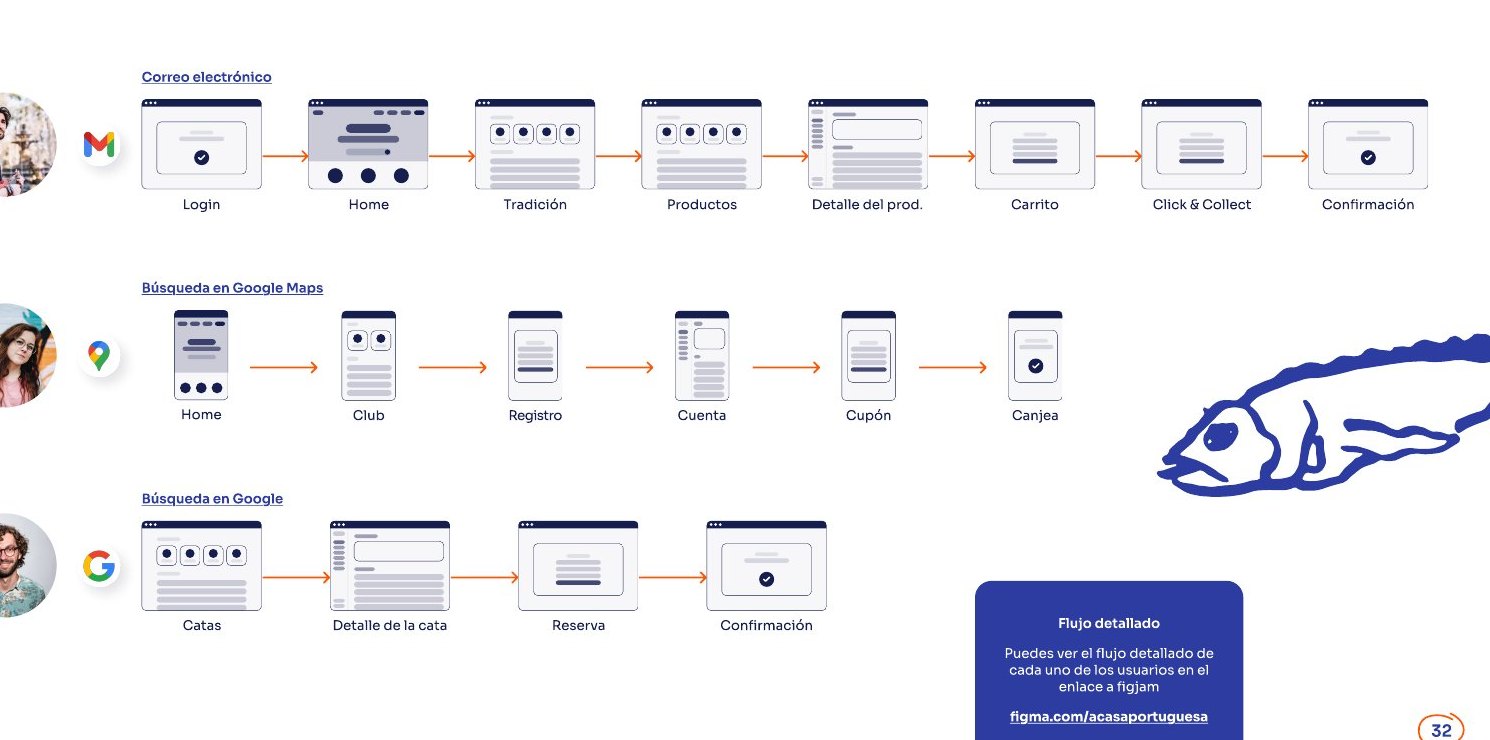 Correo electrónico
Login
Home
Tradición
Productos
Detalle del prod.
Carrito
Click & Collect
Confirmación
Búsqueda en Google Maps
Home
Club
Registro
Cuenta
Cupón
Canjea
Búsqueda en Google
Catas
Detalle de la cata
Reserva
Confirmación
Flujo detallado
Puedes ver el flujo detallado de
cada uno de los usuarios en el
enlace a figjam
figma.com/acasaportuguesa
32